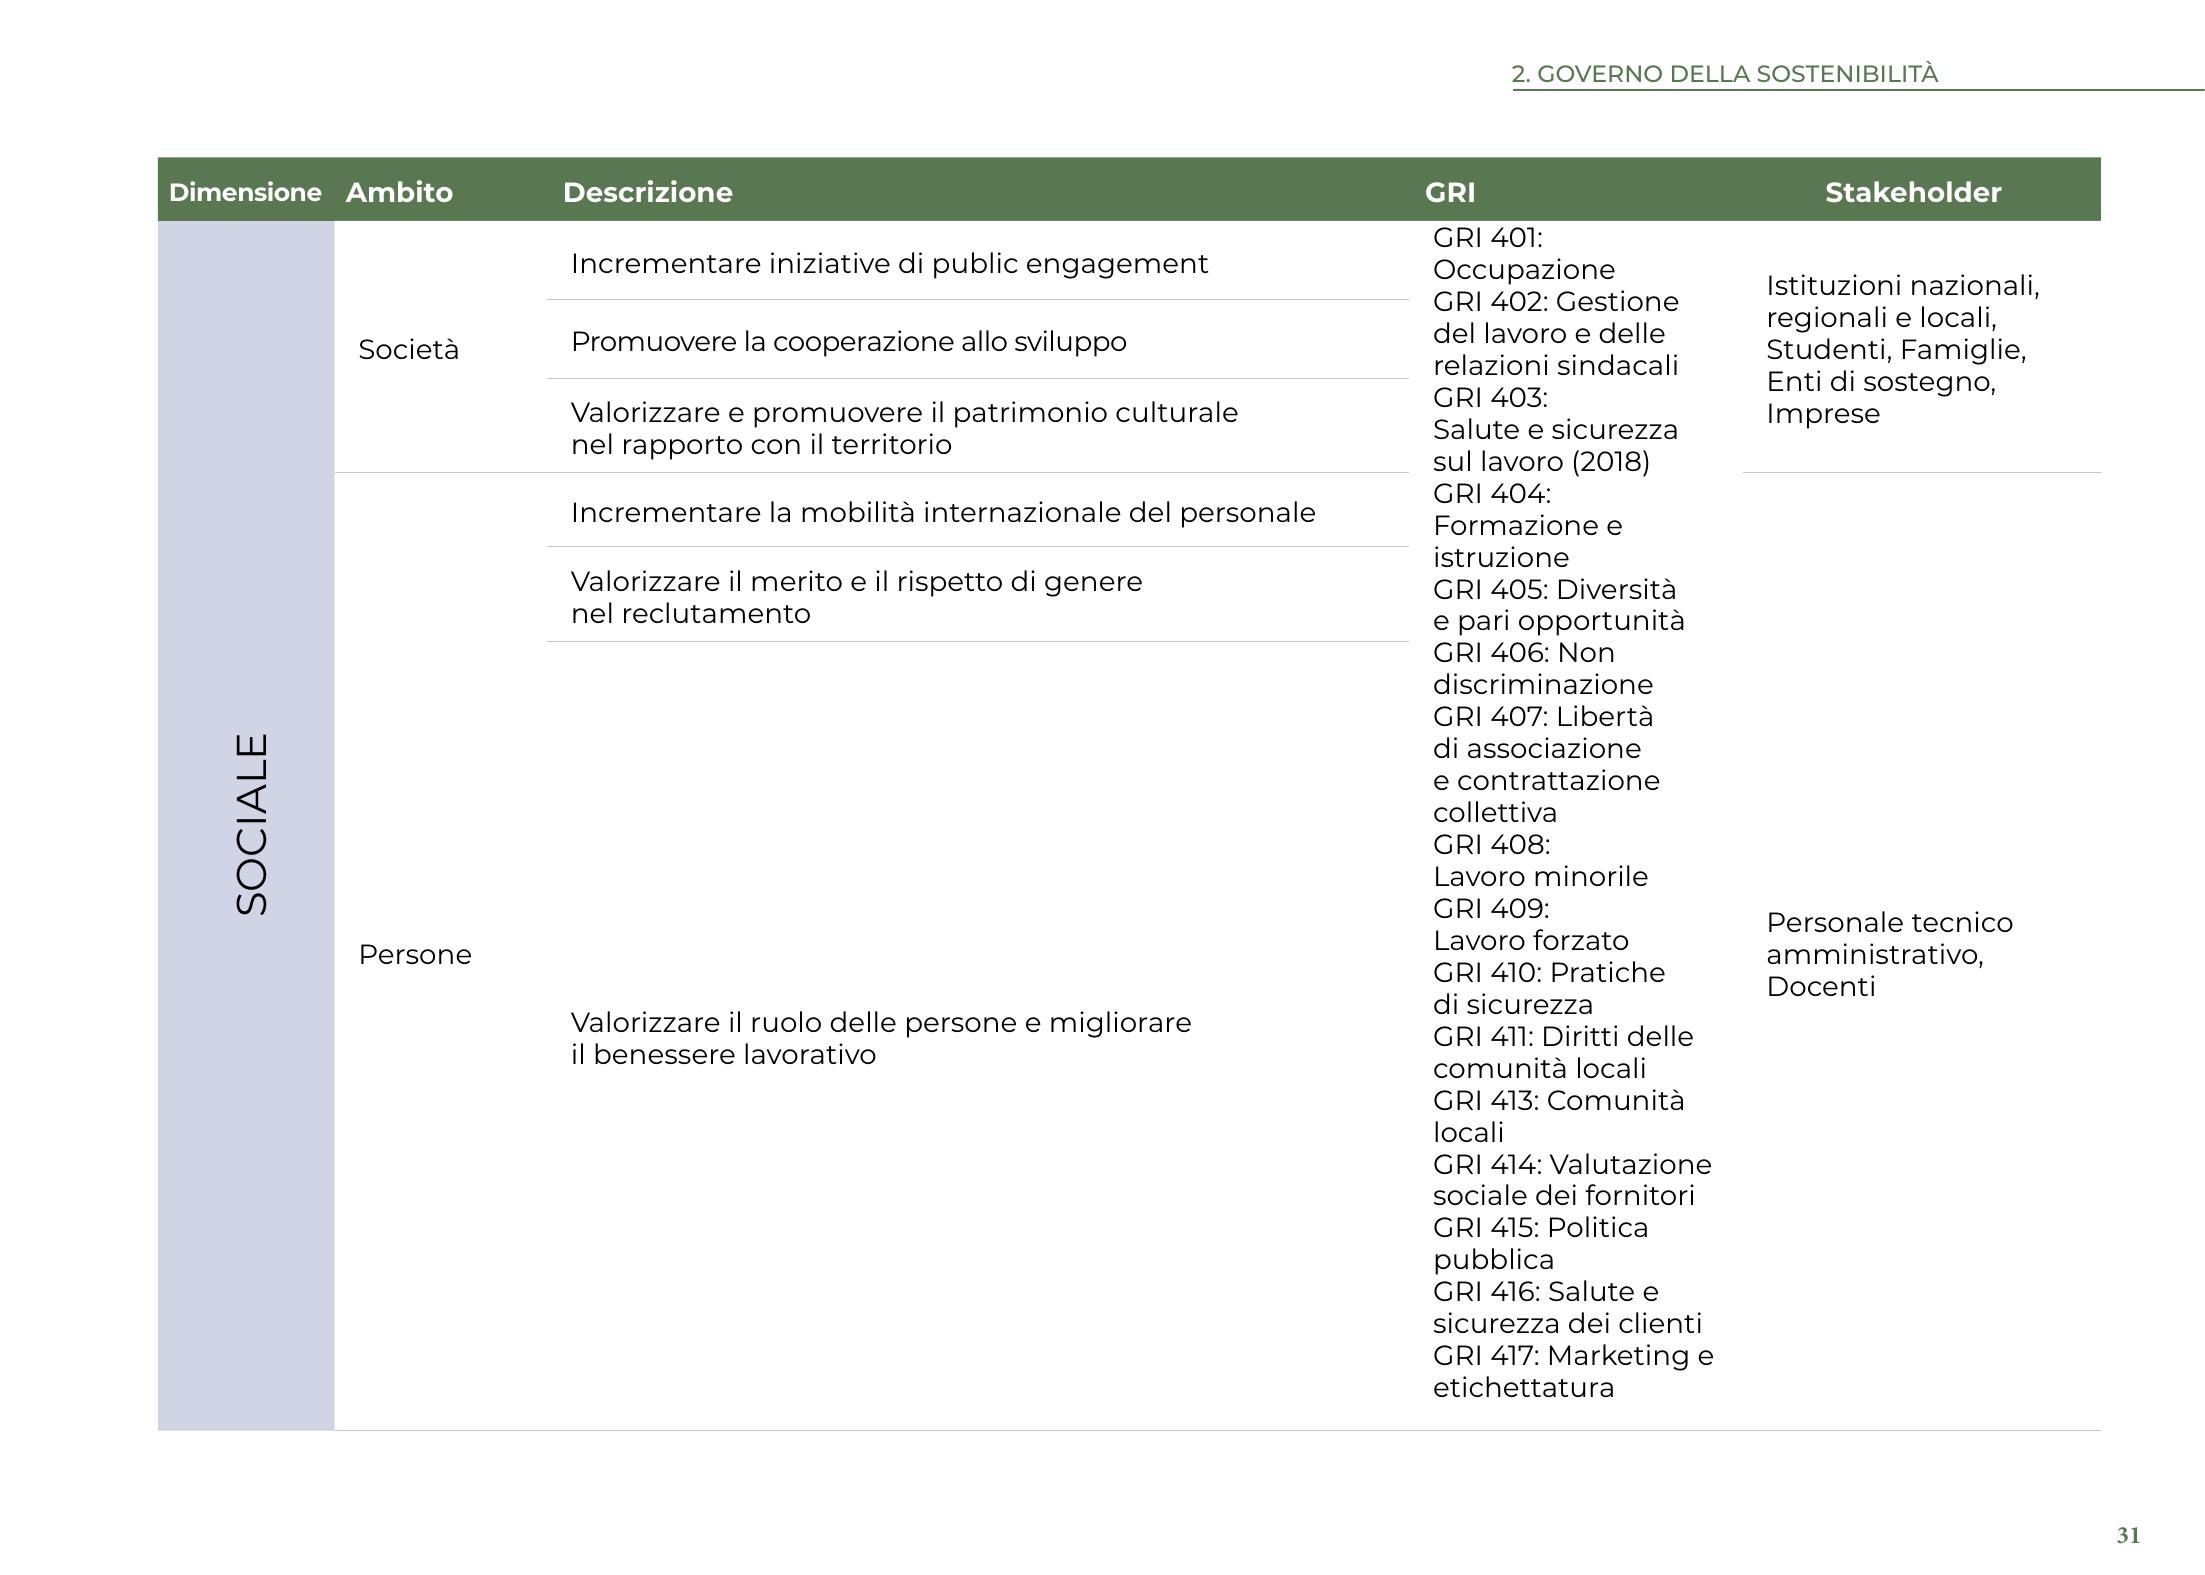 2. GOVERNO DELLA SOSTENIBILITÀ
Dimensione Ambito Descrizione GRI Stakeholder
SOCIALE
Società
Incrementare iniziative di public engagement
Promuovere la cooperazione allo sviluppo
Valorizzare e promuovere il patrimonio culturale
nel rapporto con il territorio
Persone
Incrementare la mobilità internazionale del personale
Valorizzare il merito e il rispetto di genere
nel reclutamento
Valorizzare il ruolo delle persone e migliorare
il benessere lavorativo
GRI 401:
Occupazione
GRI 402: Gestione
del lavoro e delle
relazioni sindacali
GRI 403:
Salute e sicurezza
sul lavoro (2018)
GRI 404:
Formazione e
istruzione
GRI 405: Diversità
e pari opportunità
GRI 406: Non
discriminazione
GRI 407: Libertà
di associazione
e contrattazione
collettiva
GRI 408:
Lavoro minorile
GRI 409:
Lavoro forzato
GRI 410: Pratiche
di sicurezza
GRI 411: Diritti delle
comunità locali
GRI 413: Comunità
locali
GRI 414: Valutazione
sociale dei fornitori
GRI 415: Politica
pubblica
GRI 416: Salute e
sicurezza dei clienti
GRI 417: Marketing e
etichettatura
Istituzioni nazionali,
regionali e locali,
Studenti, Famiglie,
Enti di sostegno,
Imprese
Personale tecnico
amministrativo,
Docenti
31